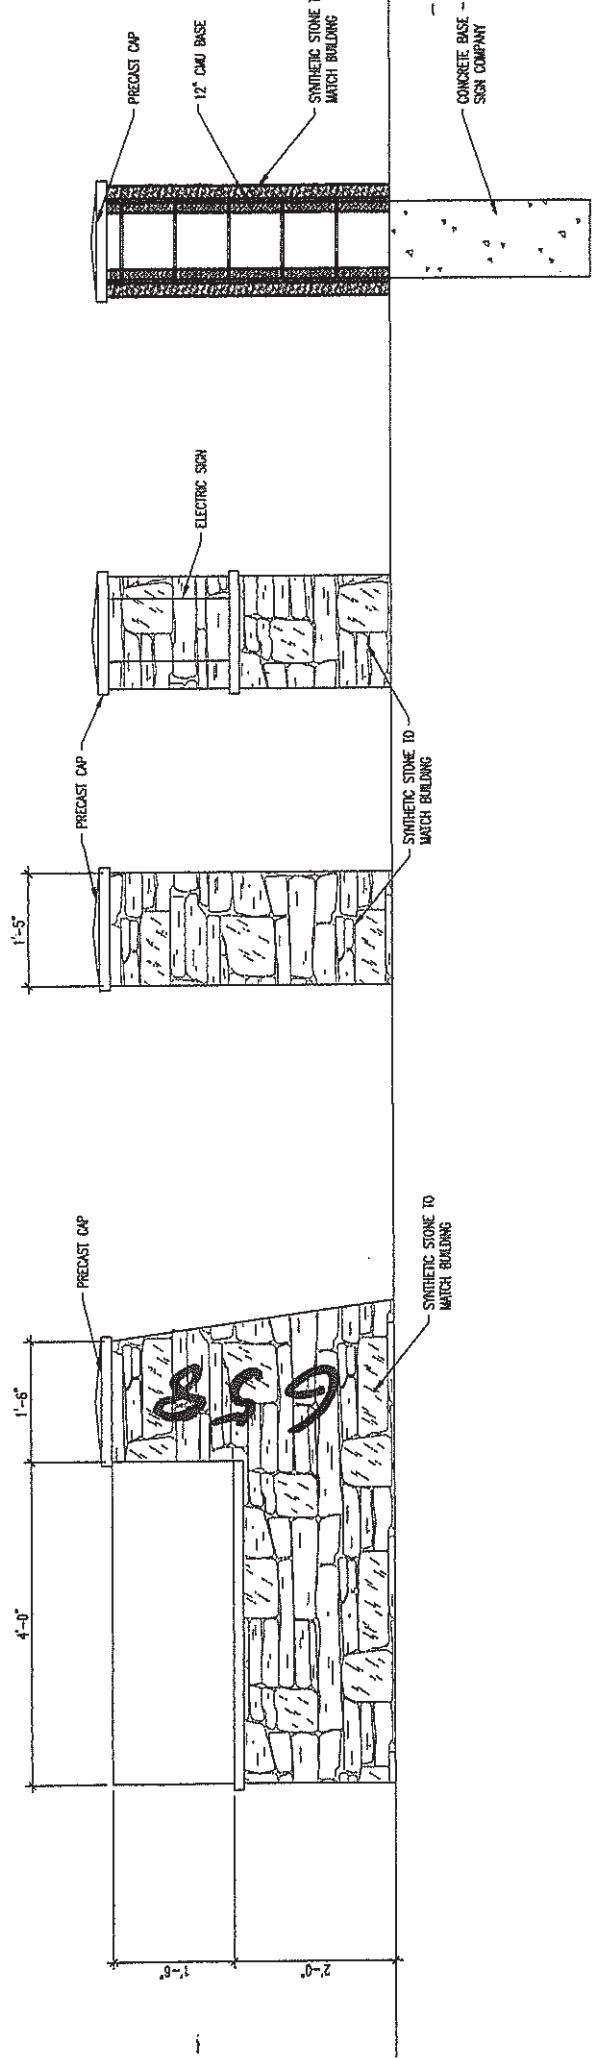 4'-0"
1'-6"
PRECAST CAP
658
1'-6"
2'-0"
SYNTHETIC STONE TO
MATCH BUILDING
1'-5"
PRECAST CAP
ELECTRIC SIGN
SYNTHETIC STONE TO
MATCH BUILDING
PRECAST CAP
12" CMU BASE
SYNTHETIC STONE
MATCH BUILDING
CONCRETE BASE -
SIGN COMPANY